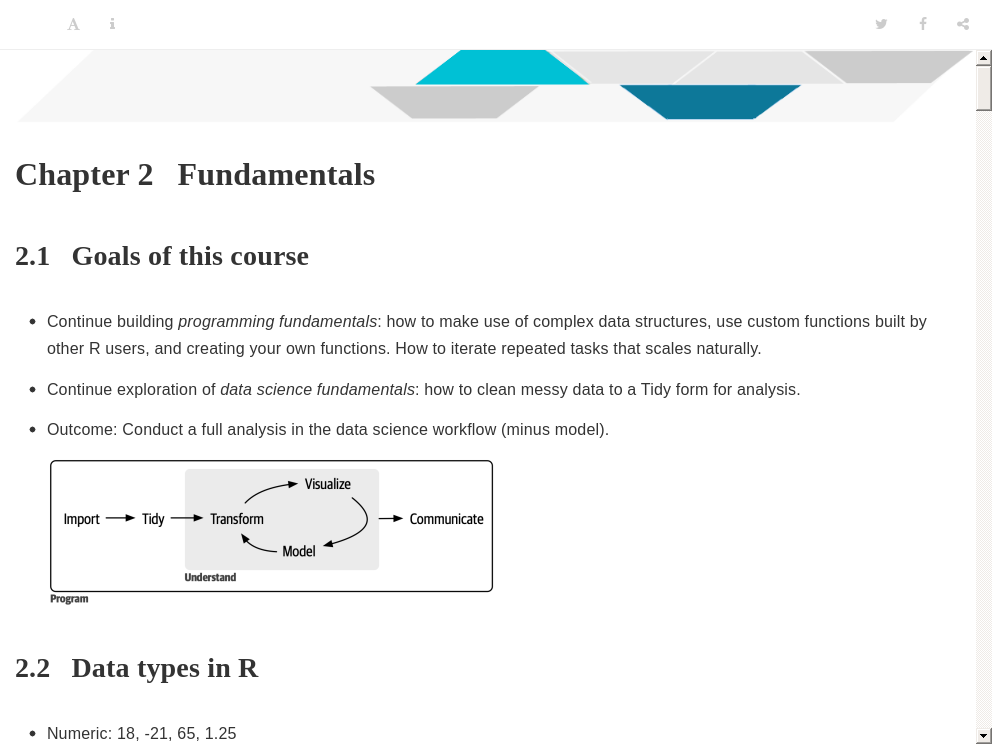 Chapter 2 Fundamentals
2.1 Goals of this course
Continue building programming fundamentals: how to make use of complex data structures, use custom functions built by
other R users, and creating your own functions. How to iterate repeated tasks that scales naturally.
Continue exploration of data science fundamentals: how to clean messy data to a Tidy form for analysis.
Outcome: Conduct a full analysis in the data science workflow (minus model).
Visualize
Import Tidy Transform Communicate
Model
Understand
Program
2.2 Data types in R
Numeric: 18, -21, 65, 1.25